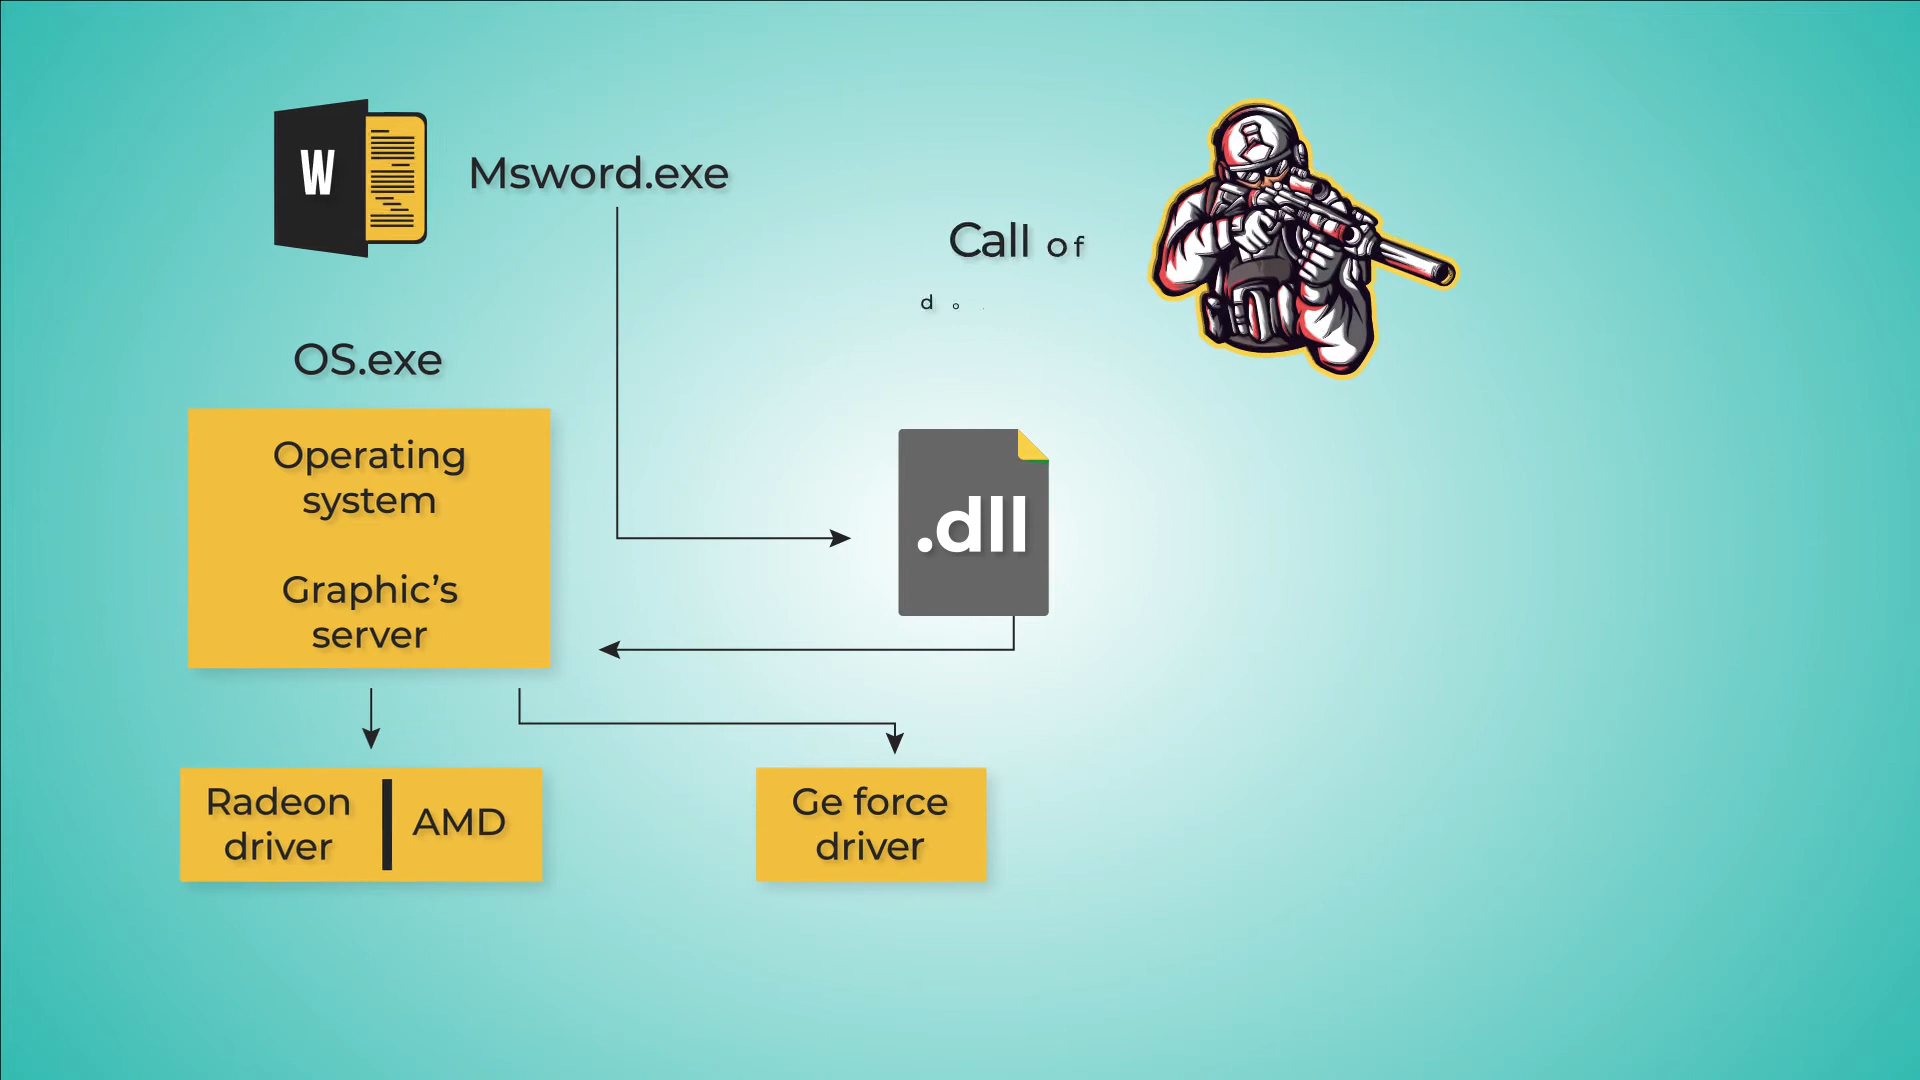 W
Msword.exe
Call of
d o
OS.exe
Operating
system
Graphic’s
server
.dll
Radeon
driver
AMD
Ge force
driver